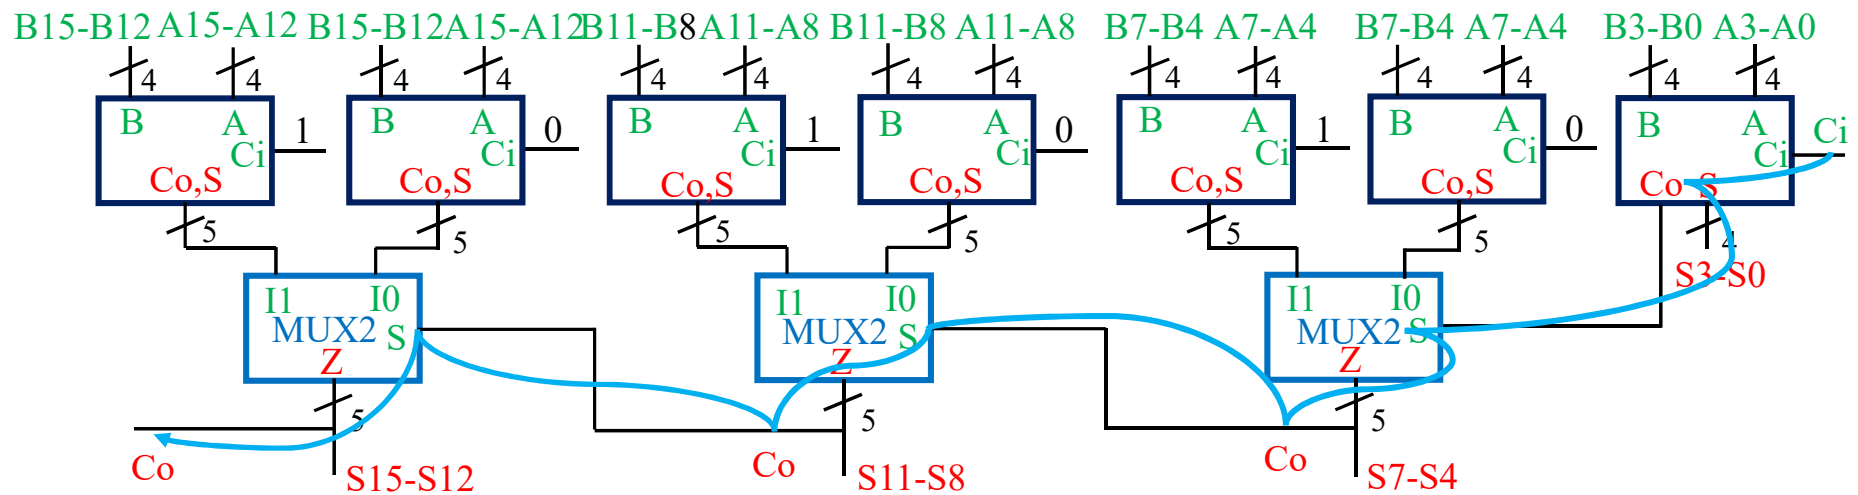 B15-B12 A15-A12 B15-B12 A15-A12 B11-B8 A11-A8 B11-B8 A11-A8 B7-B4 A7-A4 B7-B4 A7-A4 B3-B0 A3-A0
4 4 4 4 4 4 4 4 4 4 4 4 4 4
B A B A B A B A B A B A B A
1 0 1 0 1 0 Ci
Ci Ci Ci Ci Ci Ci Ci
Co,S Co,S Co,S Co,S Co,S Co,S Co S
5 5 5 5 5 5 4
S3-S0
I1 I0 I1 I0 I1 I0
MUX2 S MUX2 S MUX2 S
Z Z Z
5 5 5
Co Co Co
S15-S12 S11-S8 S7-S4